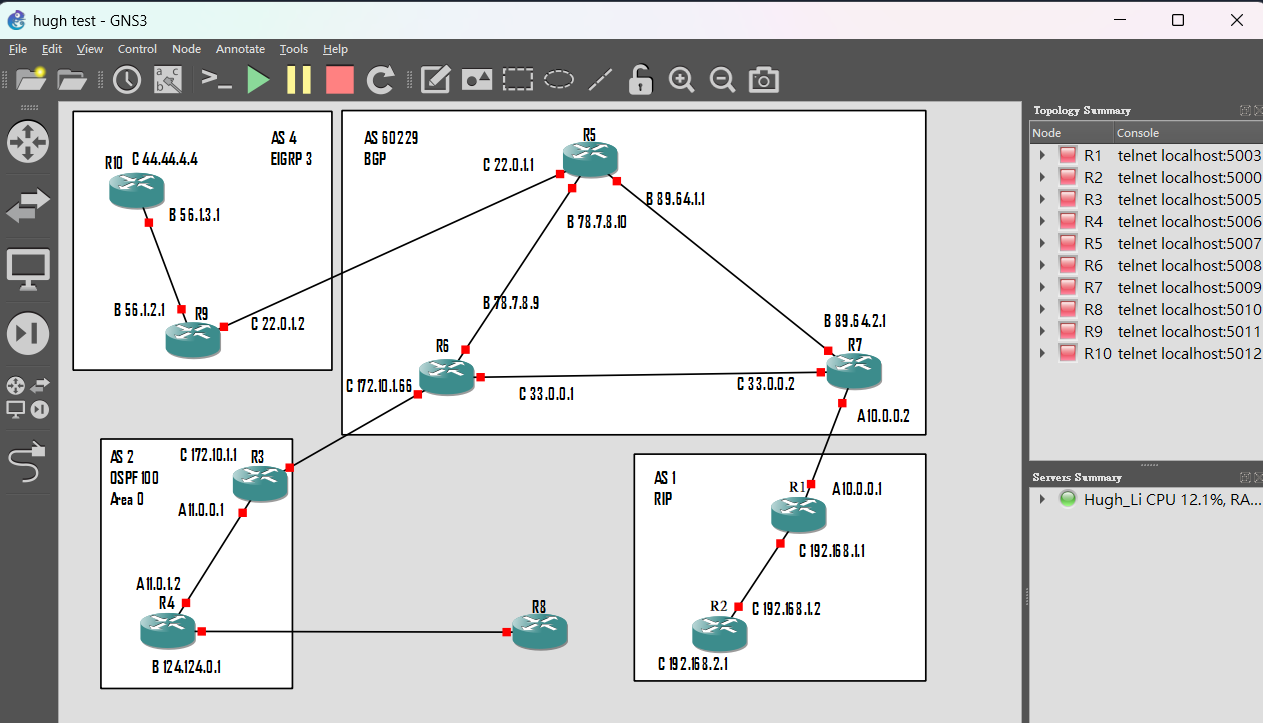 hugh test - GNS3
File Edit View Control Node Annotate Tools Help
Topology Summary
Node Console
R1 telnet localhost:5003
R2 telnet localhost:5000
R3 telnet localhost:5005
R4 telnet localhost:5006
R5 telnet localhost:5007
R6 telnet localhost:5008
R7 telnet localhost:5009
R8 telnet localhost:5010
R9 telnet localhost:5011
R10 telnet localhost:5012
Servers Summary
Hugh_Li CPU 12.1%, RA...
AS 4
EIGRP 3
R10
C 44.44.4.4
B 56.1.3.1
B 56.1.2.1
R9
C 22.0.1.2
AS 60229
BGP
R5
C 22.0.1.1
B 89.64.1.1
B 78.7.8.10
B 78.7.8.9
B 89.64.2.1
R7
R6
C 172.10.1.66
C 33.0.0.1
C 33.0.0.2
A10.0.0.2
AS 2
OSPF 100
Area 0
C 172.10.1.1
R3
A11.0.0.1
A11.0.1.2
R4
B 124.124.0.1
R8
AS 1
RIP
R1
A10.0.0.1
C 192.168.1.1
R2
C 192.168.1.2
C 192.168.2.1